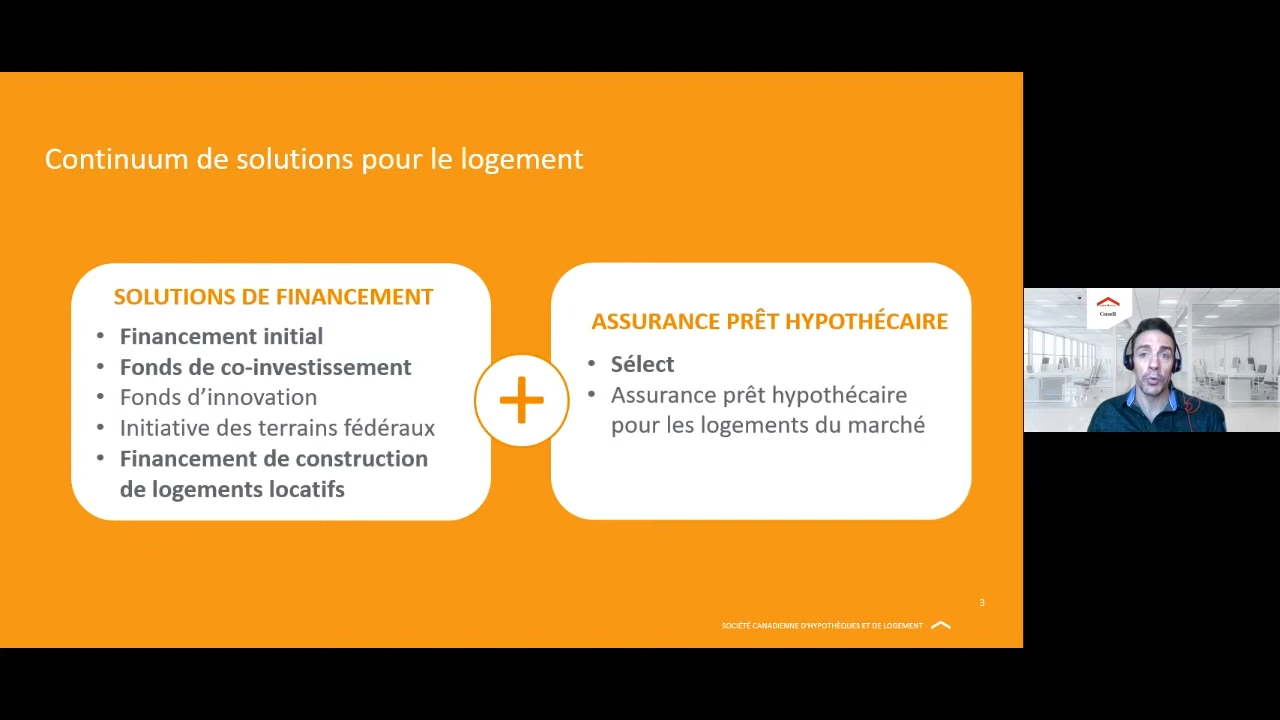 Continuum de solutions pour le logement
SOLUTIONS DE FINANCEMENT
• Financement initial
• Fonds de co-investissement
• Fonds d’innovation
• Initiative des terrains fédéraux
• Financement de construction
de logements locatifs
+
ASSURANCE PRÊT HYPOTHÉCAIRE
• Sélect
• Assurance prêt hypothécaire
pour les logements du marché
3
SOCIÉTÉ CANADIENNE D'HYPOTHÈQUES ET DE LOGEMENT
Canada